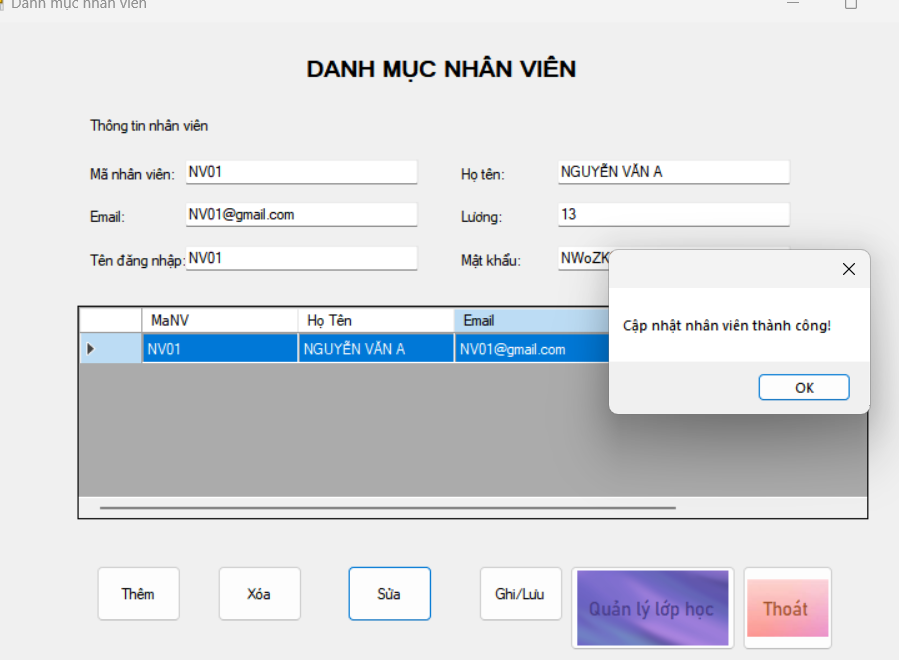 Danh mục nhân viên
DANH MỤC NHÂN VIÊN
Thông tin nhân viên
Mã nhân viên: NV01 Họ tên: NGUYỄN VĂN A
Email: NV01@gmail.com Lương: 13
Tên đăng nhập: NV01 Mật khẩu: NWoZK
MaNV Họ Tên Email
NV01 NGUYỄN VĂN A NV01@gmail.com
Cập nhật nhân viên thành công!
OK
Thêm Xóa Sửa Ghi/Lưu Quản lý lớp học Thoát